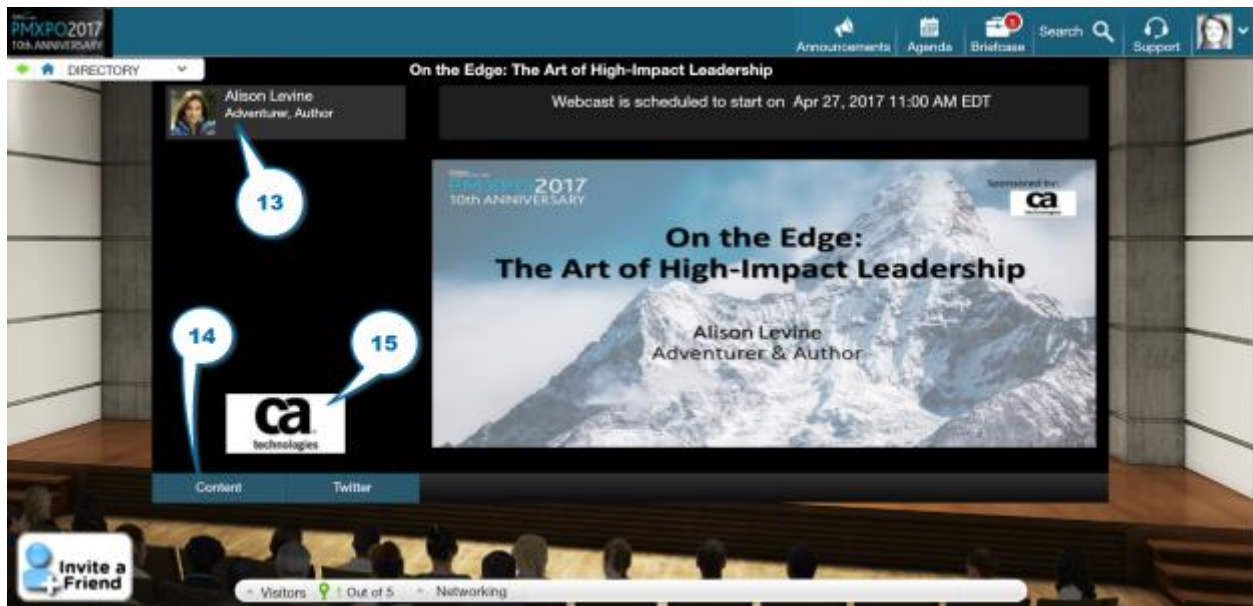 PMXPO2017
10th ANNIVERSARY
Announcements
Agenda
Briefcase
1
Search
Support
DIRECTORY
On the Edge: The Art of High-Impact Leadership
Alison Levine
Adventurer, Author
Webcast is scheduled to start on Apr 27, 2017 11:00 AM EDT
13
PMXPO2017
10th ANNIVERSARY
Sponsored by:
ca
technologies
On the Edge:
The Art of High-Impact Leadership
Alison Levine
Adventurer & Author
14
15
ca
technologies
Content
Twitter
Invite a
Friend
Visitors
1 Out of 5
Networking